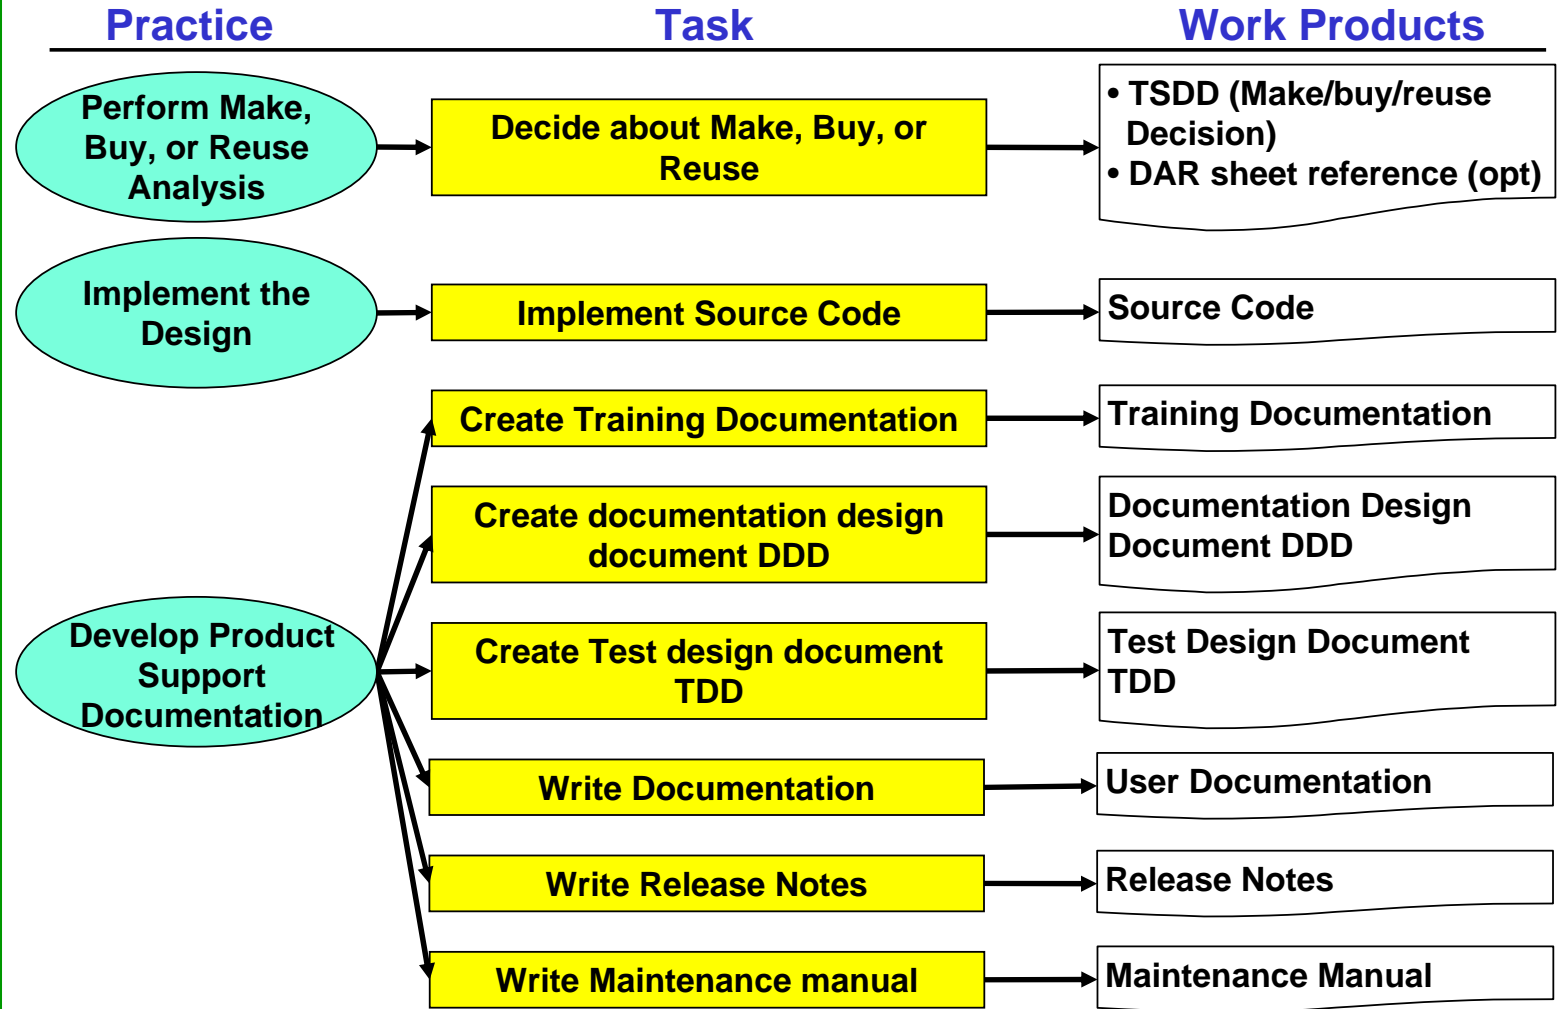 Practice Task Work Products
Perform Make,
Buy, or Reuse
Analysis
Decide about Make, Buy, or
Reuse
• TSDD (Make/buy/reuse
Decision)
• DAR sheet reference (opt)
Implement the
Design
Implement Source Code
Source Code
Develop Product
Support
Documentation
Create Training Documentation
Training Documentation
Create documentation design
document DDD
Documentation Design
Document DDD
Create Test design document
TDD
Test Design Document
TDD
Write Documentation
User Documentation
Write Release Notes
Release Notes
Write Maintenance manual
Maintenance Manual